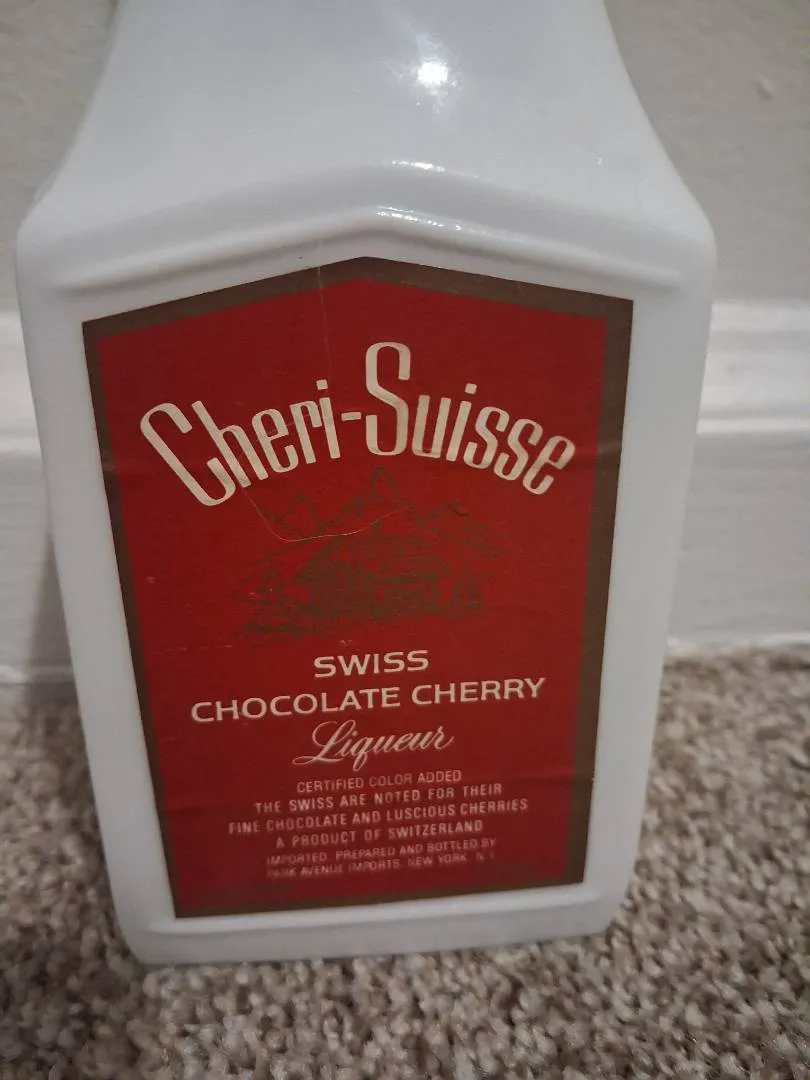 Cheri-Suisse
SWISS
CHOCOLATE CHERRY
Liqueur
CERTIFIED COLOR ADDED
THE SWISS ARE NOTED FOR THEIR
FINE CHOCOLATE AND LUSCIOUS CHERRIES
A PRODUCT OF SWITZERLAND
IMPORTED, PREPARED AND BOTTLED BY
PARK AVENUE IMPORTS, NEW YORK, N.Y.